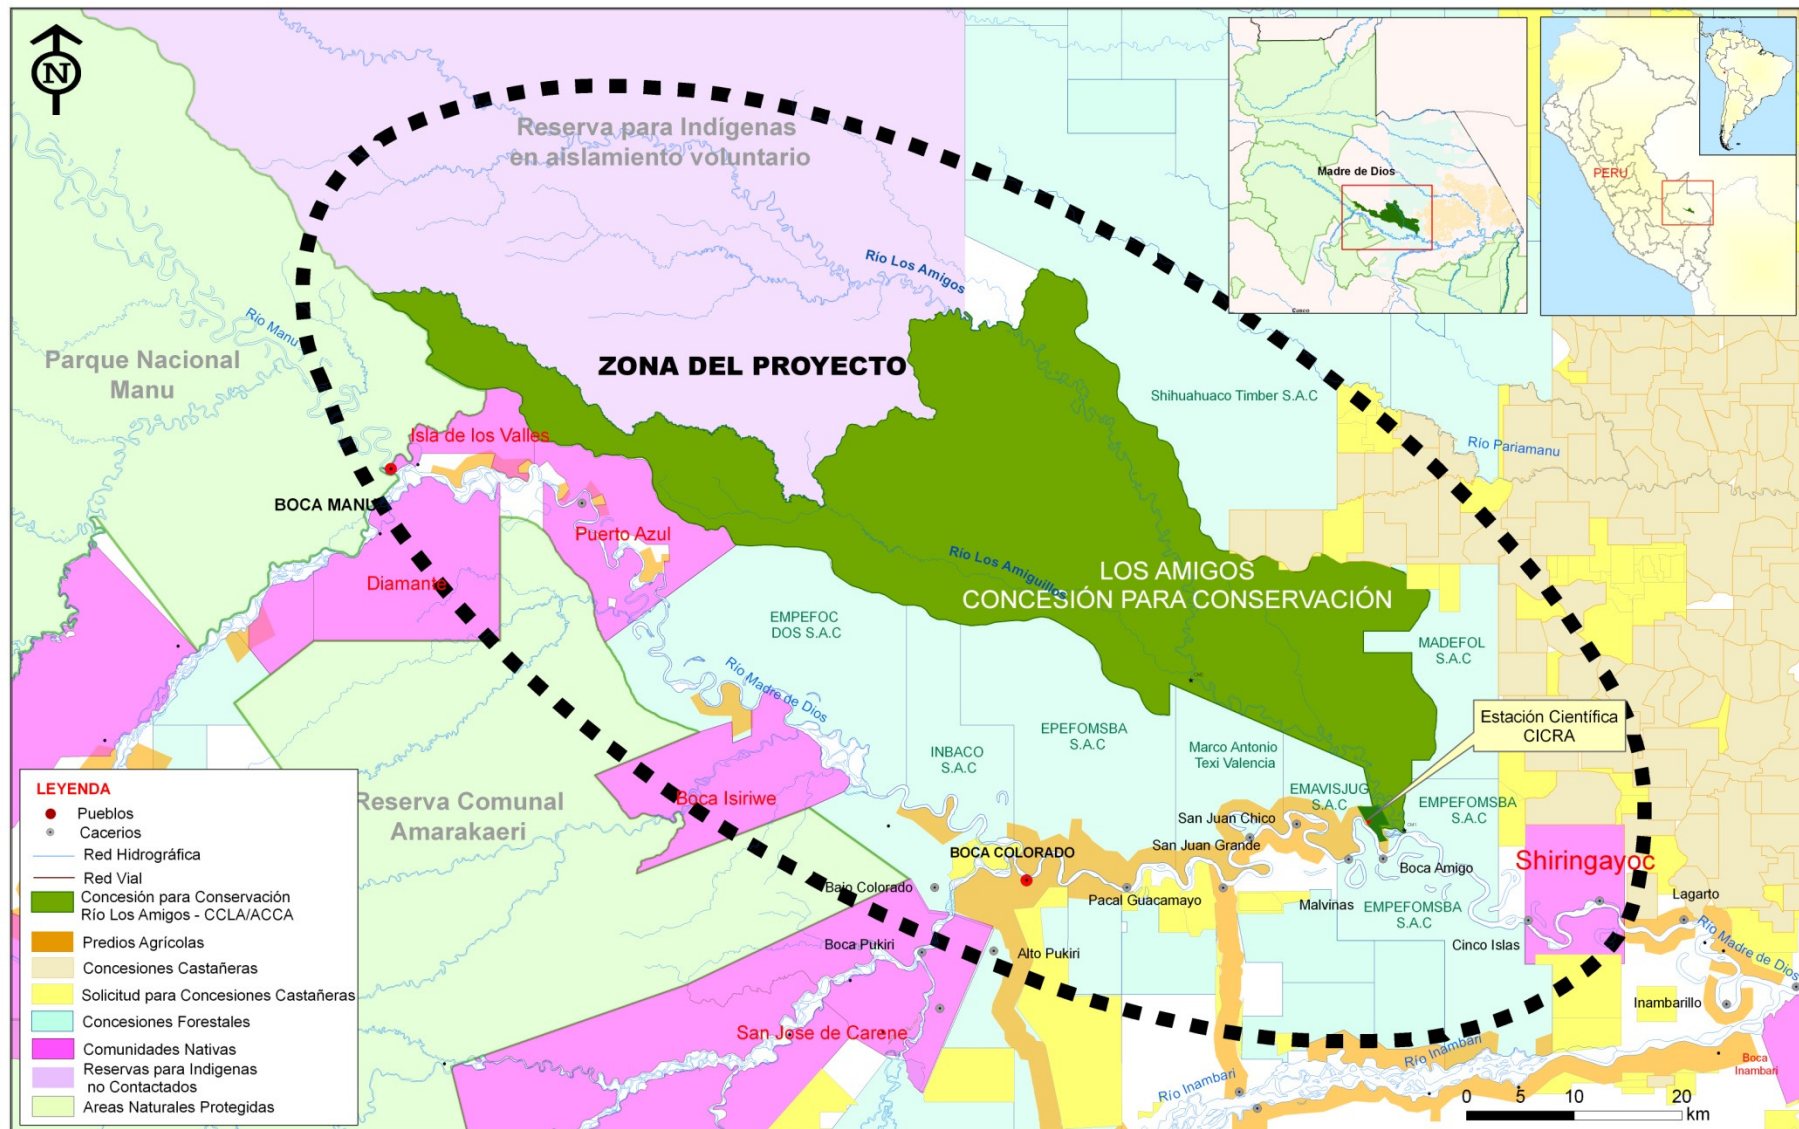 N
Reserva para Indígenas
en aislamiento voluntario
Madre de Dios
Cusco
PERU
Río Los Amigos
Río Manu
Parque Nacional
Manu
ZONA DEL PROYECTO
Shihuahuaco Timber S.A.C
Río Pariamanu
Isla de los Valles
BOCA MANU
Puerto Azul
Diamante
Río Los Amiguillos
LOS AMIGOS
CONCESIÓN PARA CONSERVACIÓN
EMPEFOC
DOS S.A.C
MADEFOL
S.A.C
Río Madre de Dios
Estación Científica
CICRA
EPEFOMSBA
S.A.C
INBACO
S.A.C
Marco Antonio
Texi Valencia
EMAVISJUG
S.A.C
EMPEFOMSBA
S.A.C
Reserva Comunal
Amarakaeri
Boca Isiriwe
San Juan Chico
San Juan Grande
BOCA COLORADO
Boca Amigo
Shiringayoc
Bajo Colorado
Pacal Guacamayo
Malvinas
EMPEFOMSBA
S.A.C
Lagarto
Boca Pukiri
Alto Pukiri
Cinco Islas
Río Madre de Dios
Inambarillo
San Jose de Carene
Río Inambari
Río Inambari
Boca
Inambari
LEYENDA
Pueblos
Cacerios
Red Hidrográfica
Red Vial
Concesión para Conservación
Río Los Amigos - CCLA/ACCA
Predios Agrícolas
Concesiones Castañeras
Solicitud para Concesiones Castañeras
Concesiones Forestales
Comunidades Nativas
Reservas para Indigenas
no Contactados
Areas Naturales Protegidas
0 5 10 20
km